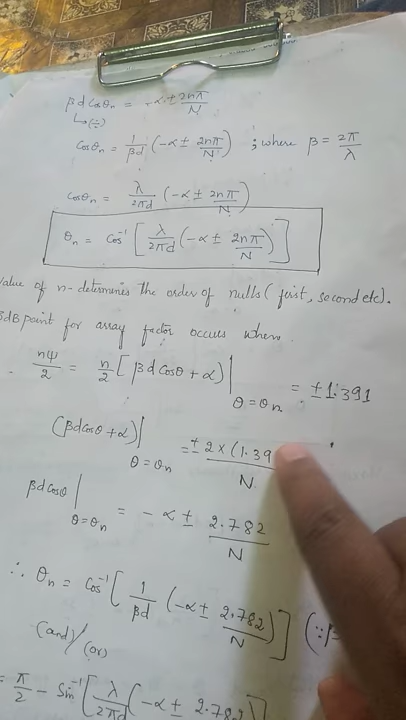 βd cosθn = -α ± 2nπ/N
↳(÷)
Cosθn = 1/βd (-α ± 2nπ/N) ; where β = 2π/λ
cosθn = λ/2πd (-α ± 2nπ/N)
θn = Cos⁻¹[λ/2πd (-α ± 2nπ/N)]
Value of n- determines the order of nulls (first, second etc).
3dB point for array factor occurs when
nψ/2 = n/2 [βd cosθ + α]|θ=θn = ±1.391
(βdcosθ+α)|θ=θn = ± 2×(1.39 /N
βd cosθ|θ=θn = -α ± 2.782/N
∴ θn = Cos⁻¹[1/βd (-α ± 2.782/N)] (∵ β
(and)/(or)
= π/2 - Sin⁻¹[λ/2πd (-α ± 2.782)]